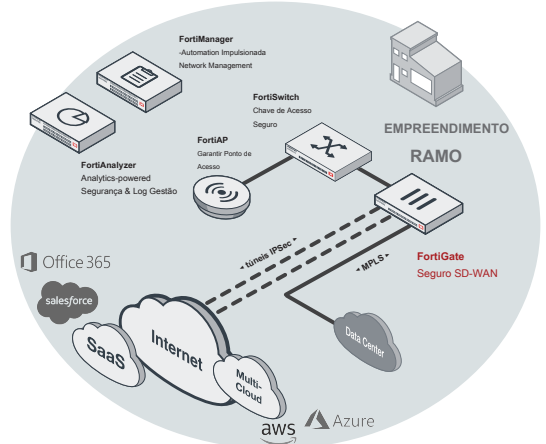 FortiManager
-Automation Impulsionada
Network Management
FortiSwitch
Chave de Acesso
Seguro
EMPREENDIMENTO
RAMO
FortiAP
Garantir Ponto de
Acesso
FortiAnalyzer
Analytics-powered
Segurança & Log Gestão
túneis IPSec
MPLS
FortiGate
Seguro SD-WAN
Office 365
salesforce
SaaS
Internet
Multi-
Cloud
Data Center
aws
Azure